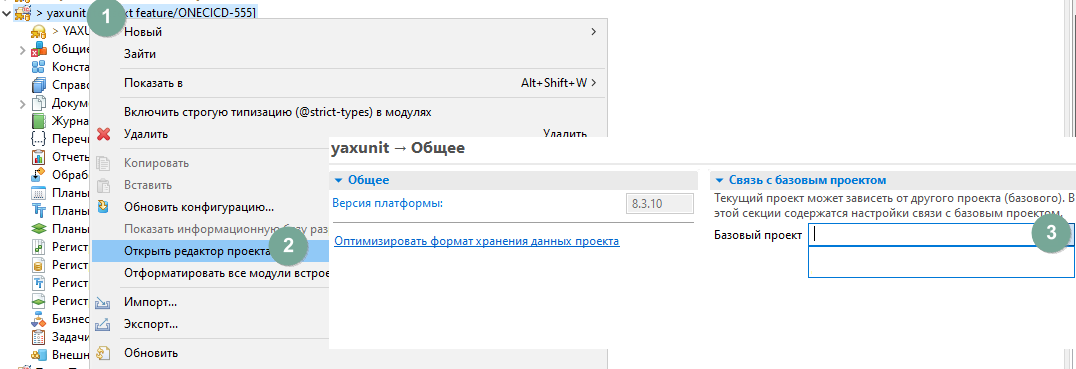 > yaxunit xt feature/ONECICD-555]
1
> YAXU
Общие
Конста
Справо
Докуме
Журна
Перечи
Отчеты
Обрабо
Планы
Планы
Планы
Регист
Регист
Регист
Регист
Бизнес
Задачи
Внешн
Новый
Зайти
Показать в Alt+Shift+W
Включить строгую типизацию (@strict-types) в модулях
Удалить Удалить
Копировать
Вставить
Обновить конфигурацию...
Показать информационную базу раз
Открыть редактор проекта
2
Отформатировать все модули встрое
Импорт...
Экспорт...
Обновить
yaxunit → Общее
Общее
Версия платформы: 8.3.10
Оптимизировать формат хранения данных проекта
Связь с базовым проектом
Текущий проект может зависеть от другого проекта (базового). В
этой секции содержатся настройки связи с базовым проектом.
Базовый проект
3